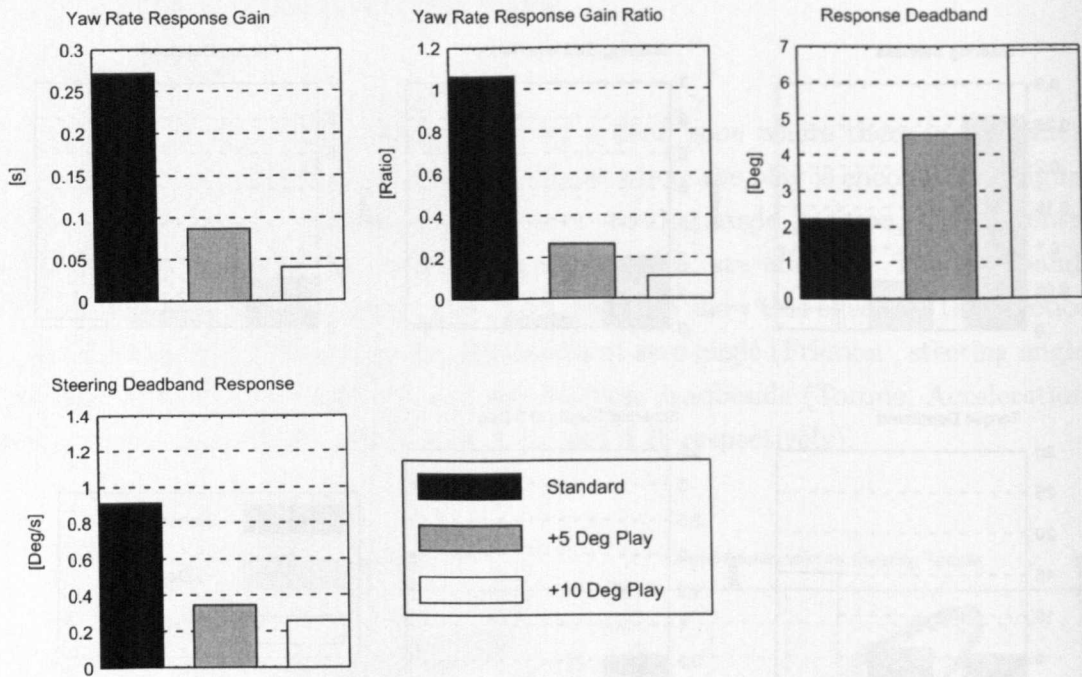 Yaw Rate Response Gain
0.3
0.25
0.2
0.15
0.1
0.05
0
[s]
Yaw Rate Response Gain Ratio
1.2
1
0.8
0.6
0.4
0.2
0
[Ratio]
Response Deadband
7
6
5
4
3
2
1
0
[Deg]
Steering Deadband Response
1.4
1.2
1
0.8
0.6
0.4
0.2
0
[Deg/s]
Standard
+5 Deg Play
+10 Deg Play